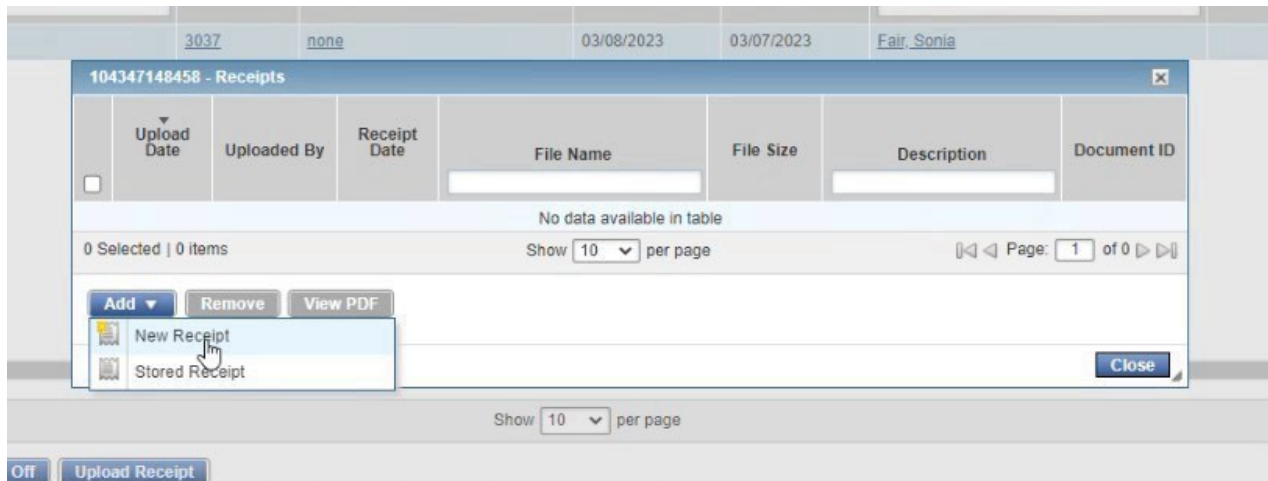 3037 none 03/08/2023 03/07/2023 Fair, Sonia
104347148458 - Receipts
Upload Date Uploaded By Receipt Date File Name File Size Description Document ID
No data available in table
0 Selected | 0 items Show 10 per page Page: 1 of 0
Add Remove View PDF
New Receipt
Stored Receipt
Close
Show 10 per page
Off Upload Receipt